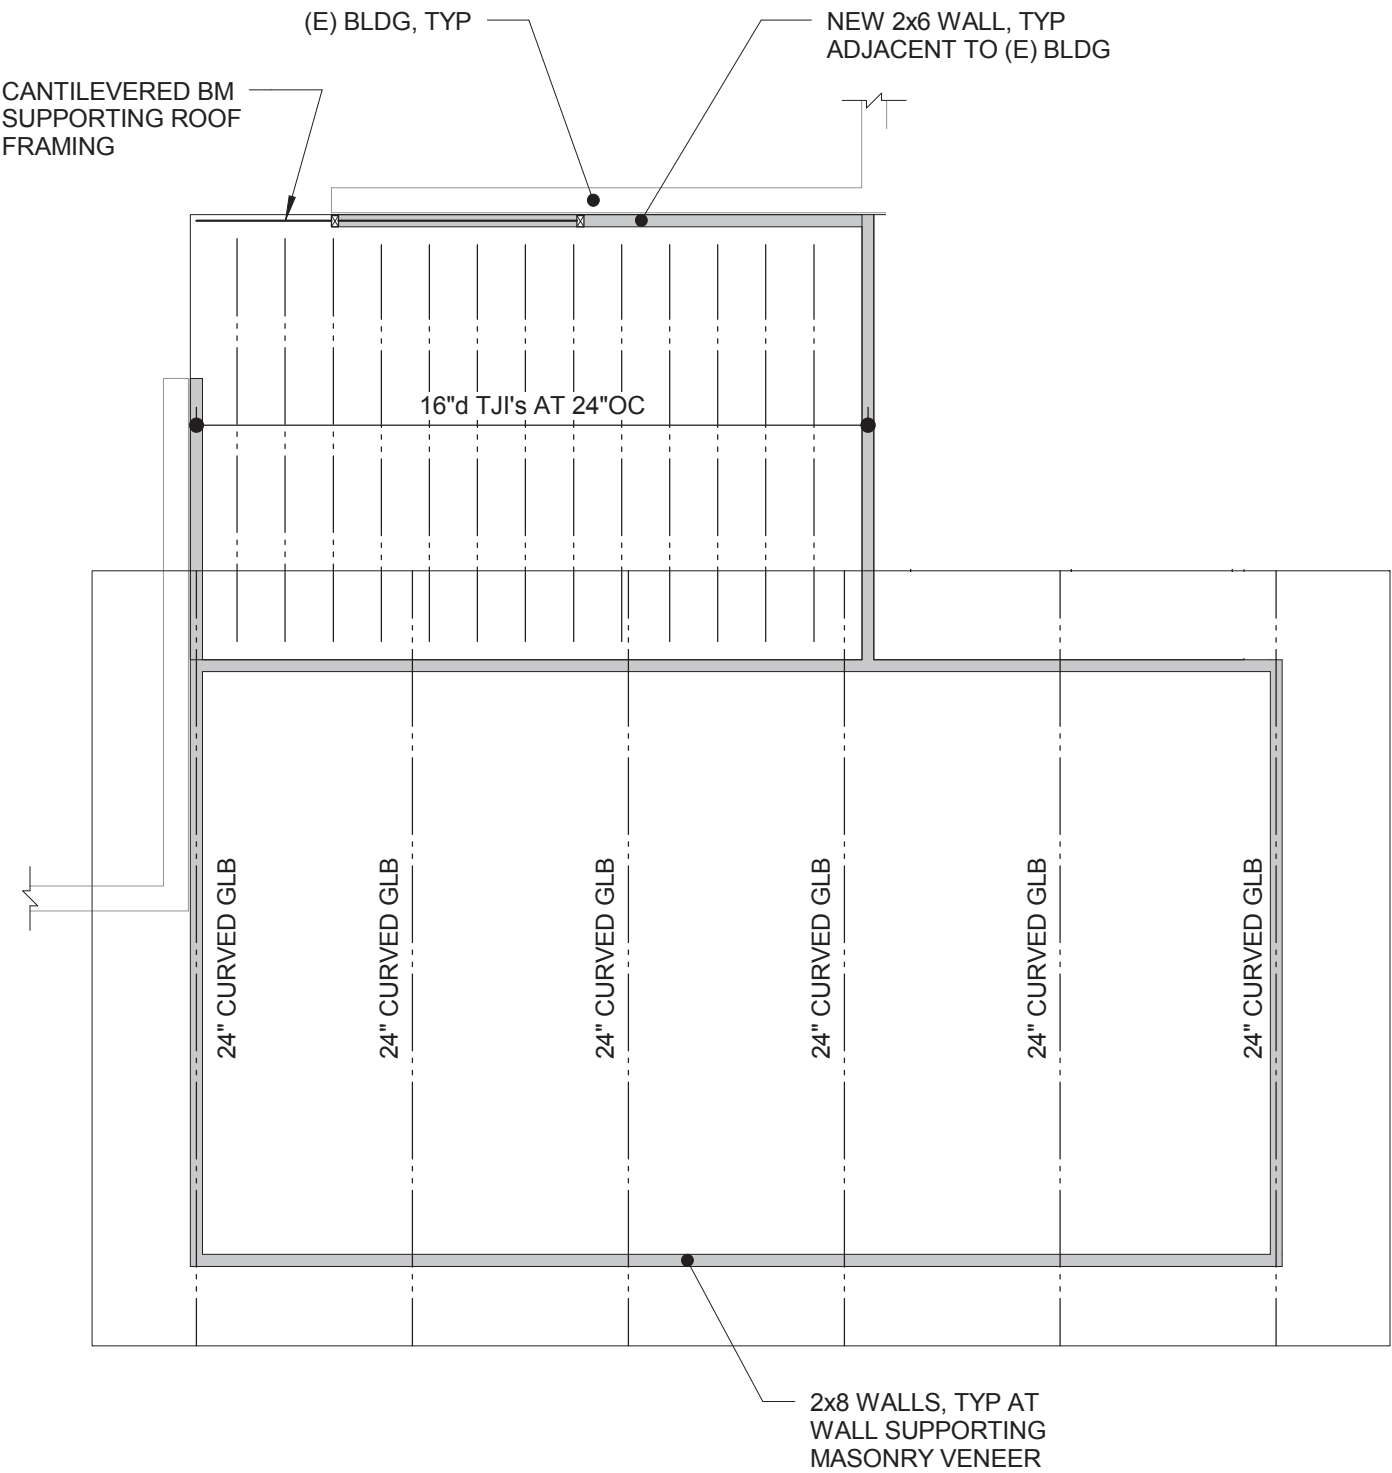 (E) BLDG, TYP
NEW 2x6 WALL, TYP
ADJACENT TO (E) BLDG
CANTILEVERED BM
SUPPORTING ROOF
FRAMING
16"d TJI's AT 24"OC
24" CURVED GLB
24" CURVED GLB
24" CURVED GLB
24" CURVED GLB
24" CURVED GLB
24" CURVED GLB
2x8 WALLS, TYP AT
WALL SUPPORTING
MASONRY VENEER